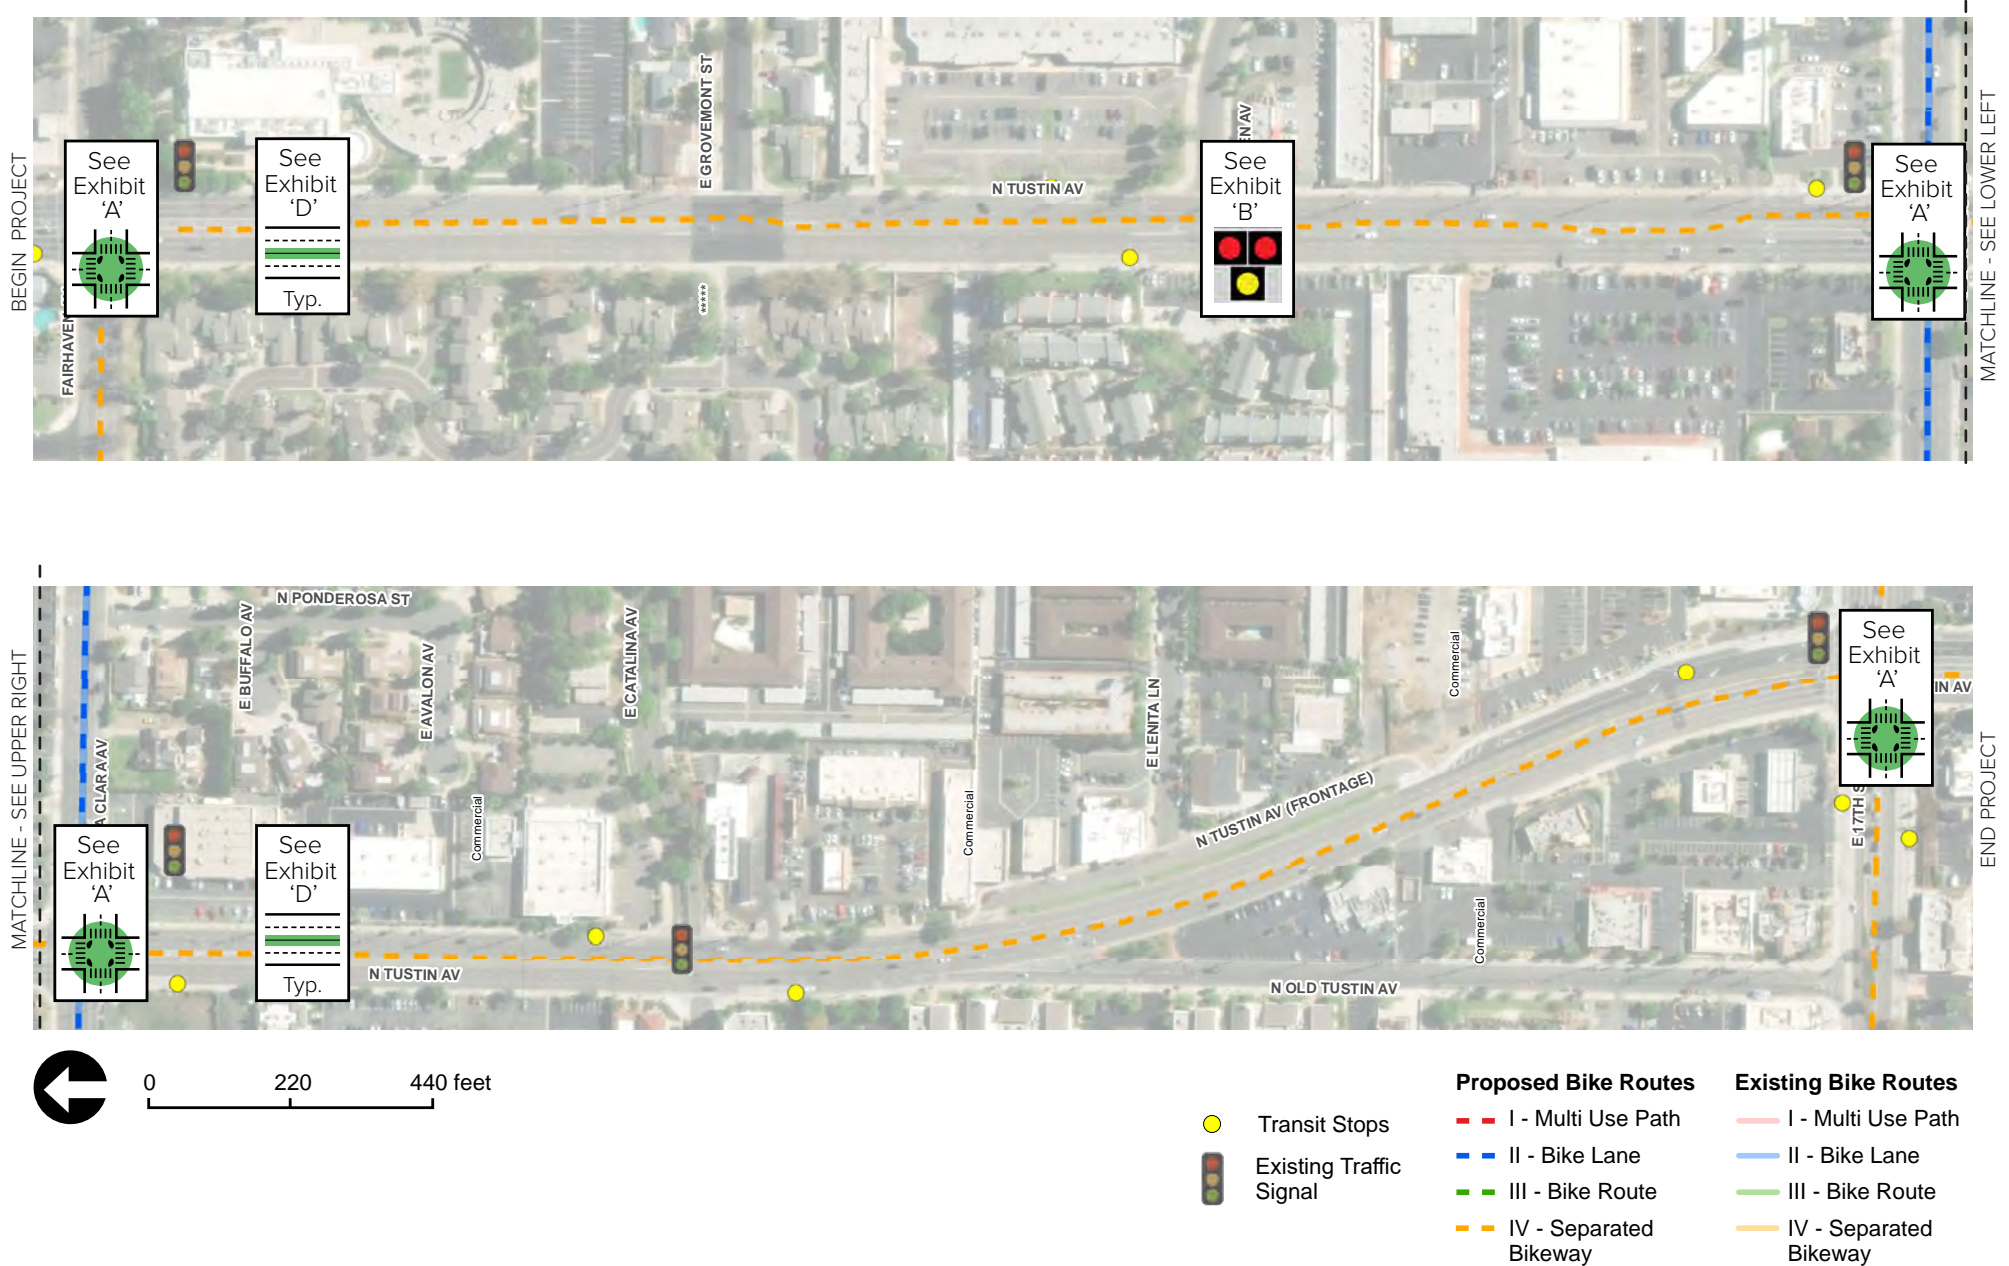 BEGIN PROJECT
See
Exhibit
‘A’
FAIRHAVEN
See
Exhibit
‘D’
Typ.
E GROVEMONT ST
*****
N TUSTIN AV
EN AV
See
Exhibit
‘B’
See
Exhibit
‘A’
MATCHLINE - SEE LOWER LEFT
MATCHLINE - SEE UPPER RIGHT
N PONDEROSA ST
E BUFFALO AV
E AVALON AV
E CATALINA AV
A CLARA AV
See
Exhibit
‘A’
See
Exhibit
‘D’
Typ.
Commercial
N TUSTIN AV
Commercial
E LENITA LN
N TUSTIN AV (FRONTAGE)
Commercial
Commercial
N OLD TUSTIN AV
See
Exhibit
‘A’
IN AV
E 17TH S
END PROJECT
0 220 440 feet
Transit Stops
Existing Traffic
Signal
Proposed Bike Routes
I - Multi Use Path
II - Bike Lane
III - Bike Route
IV - Separated
Bikeway
Existing Bike Routes
I - Multi Use Path
II - Bike Lane
III - Bike Route
IV - Separated
Bikeway